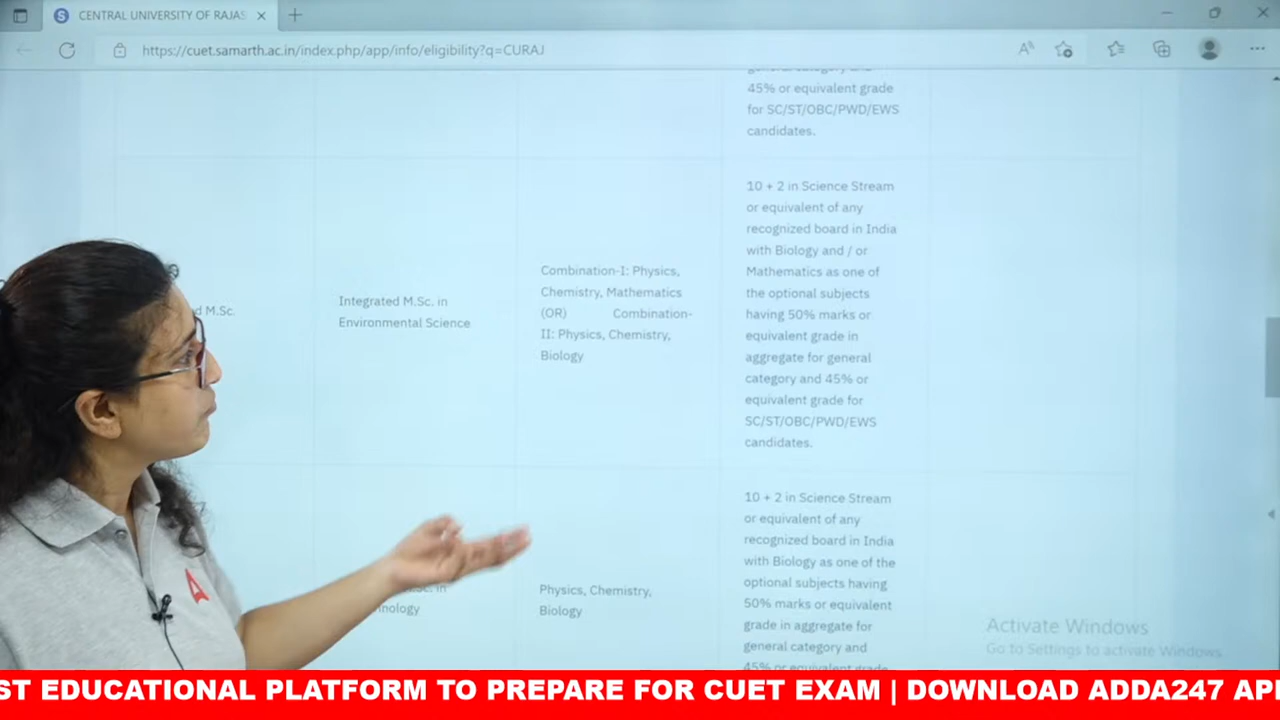 CENTRAL UNIVERSITY OF RAJAS
https://cuet.samarth.ac.in/index.php/app/info/eligibility?q=CURAJ
45% or equivalent grade
for SC/ST/OBC/PWD/EWS
candidates.
d M.Sc.
Integrated M.Sc. in
Environmental Science
Combination-I: Physics,
Chemistry, Mathematics
(OR) Combination-
II: Physics, Chemistry,
Biology
10 + 2 in Science Stream
or equivalent of any
recognized board in India
with Biology and / or
Mathematics as one of
the optional subjects
having 50% marks or
equivalent grade in
aggregate for general
category and 45% or
equivalent grade for
SC/ST/OBC/PWD/EWS
candidates.
in
nology
Physics, Chemistry,
Biology
10 + 2 in Science Stream
or equivalent of any
recognized board in India
with Biology as one of the
optional subjects having
50% marks or equivalent
grade in aggregate for
general category and
45% or equivalent grade
Activate Windows
Go to Settings to activate Windows.
ST EDUCATIONAL PLATFORM TO PREPARE FOR CUET EXAM | DOWNLOAD ADDA247 AP